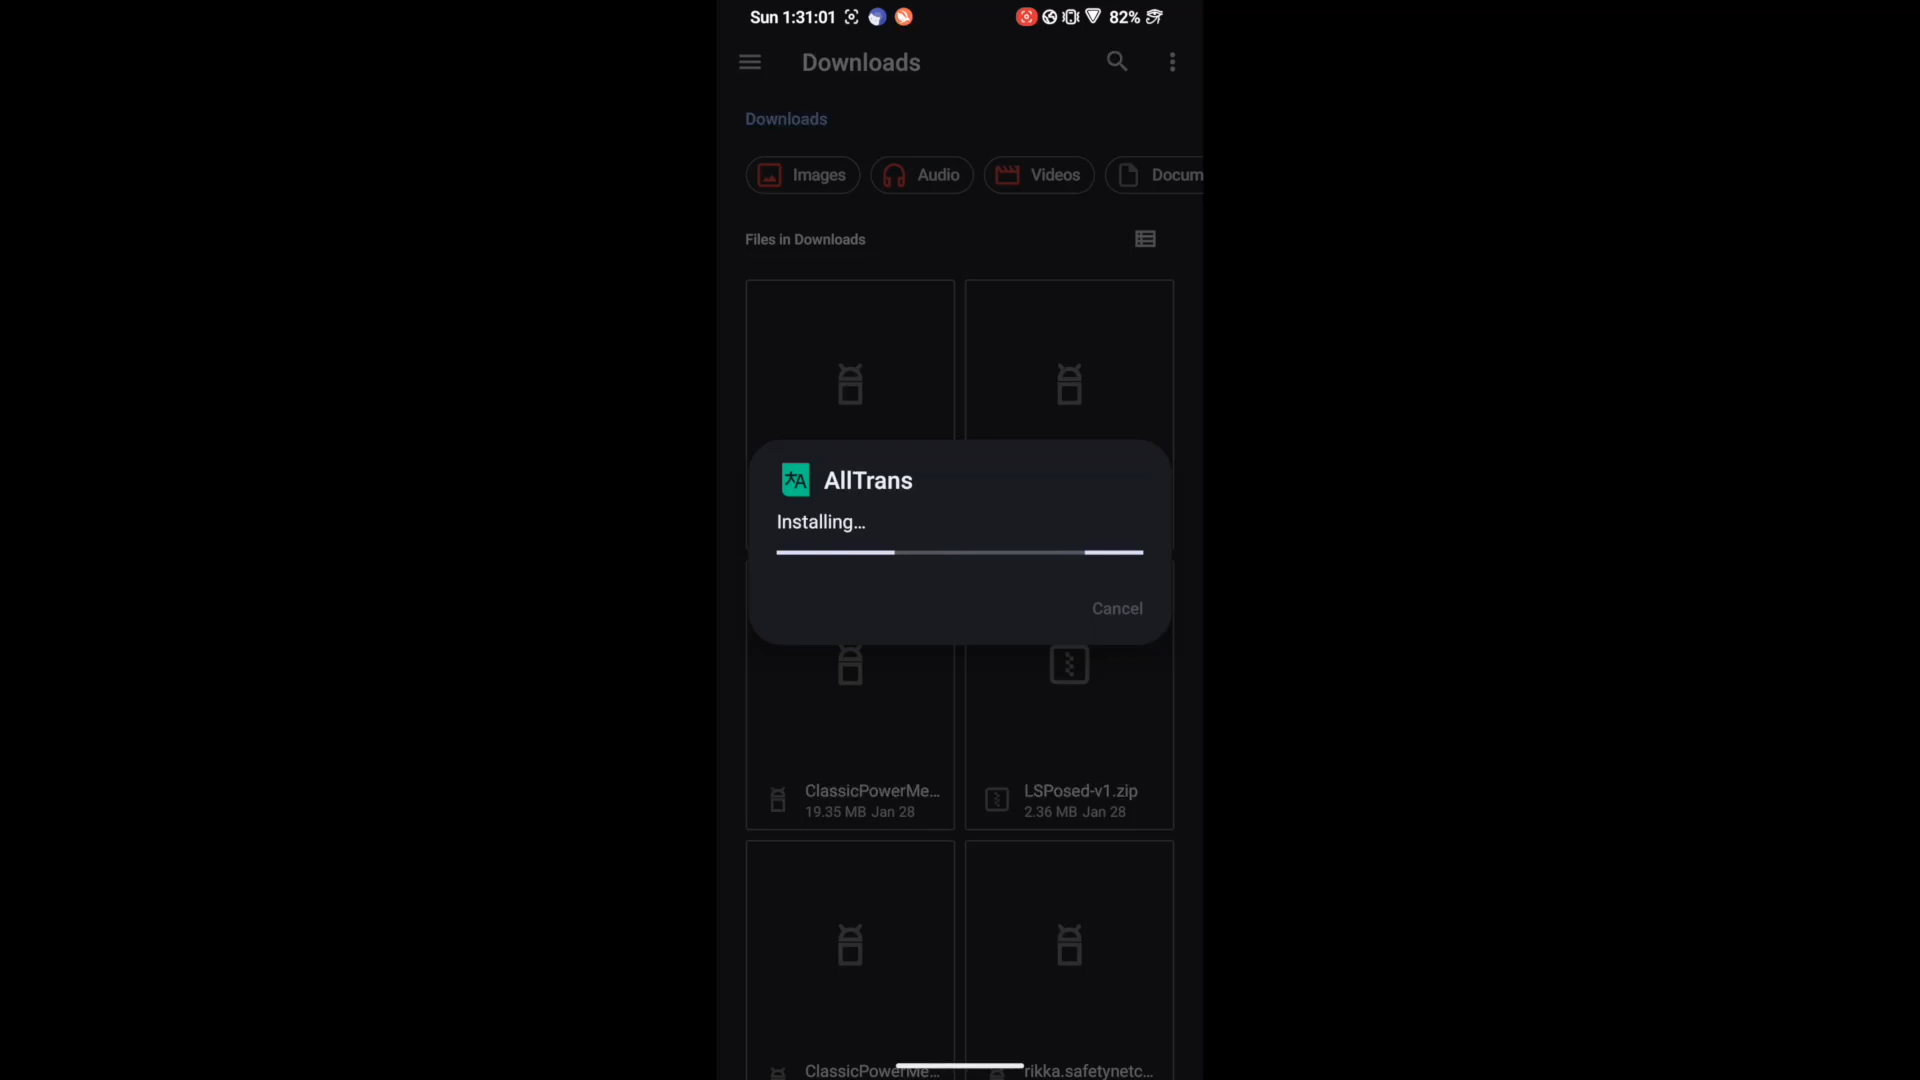 Sun 1:31:01
82%
Downloads
Downloads
Images
Audio
Videos
Docum
Files in Downloads
AllTrans
Installing...
Cancel
ClassicPowerMe...
19.35 MB Jan 28
LSPosed-v1.zip
2.36 MB Jan 28
ClassicPowerMe...
rikka.safetynetc...